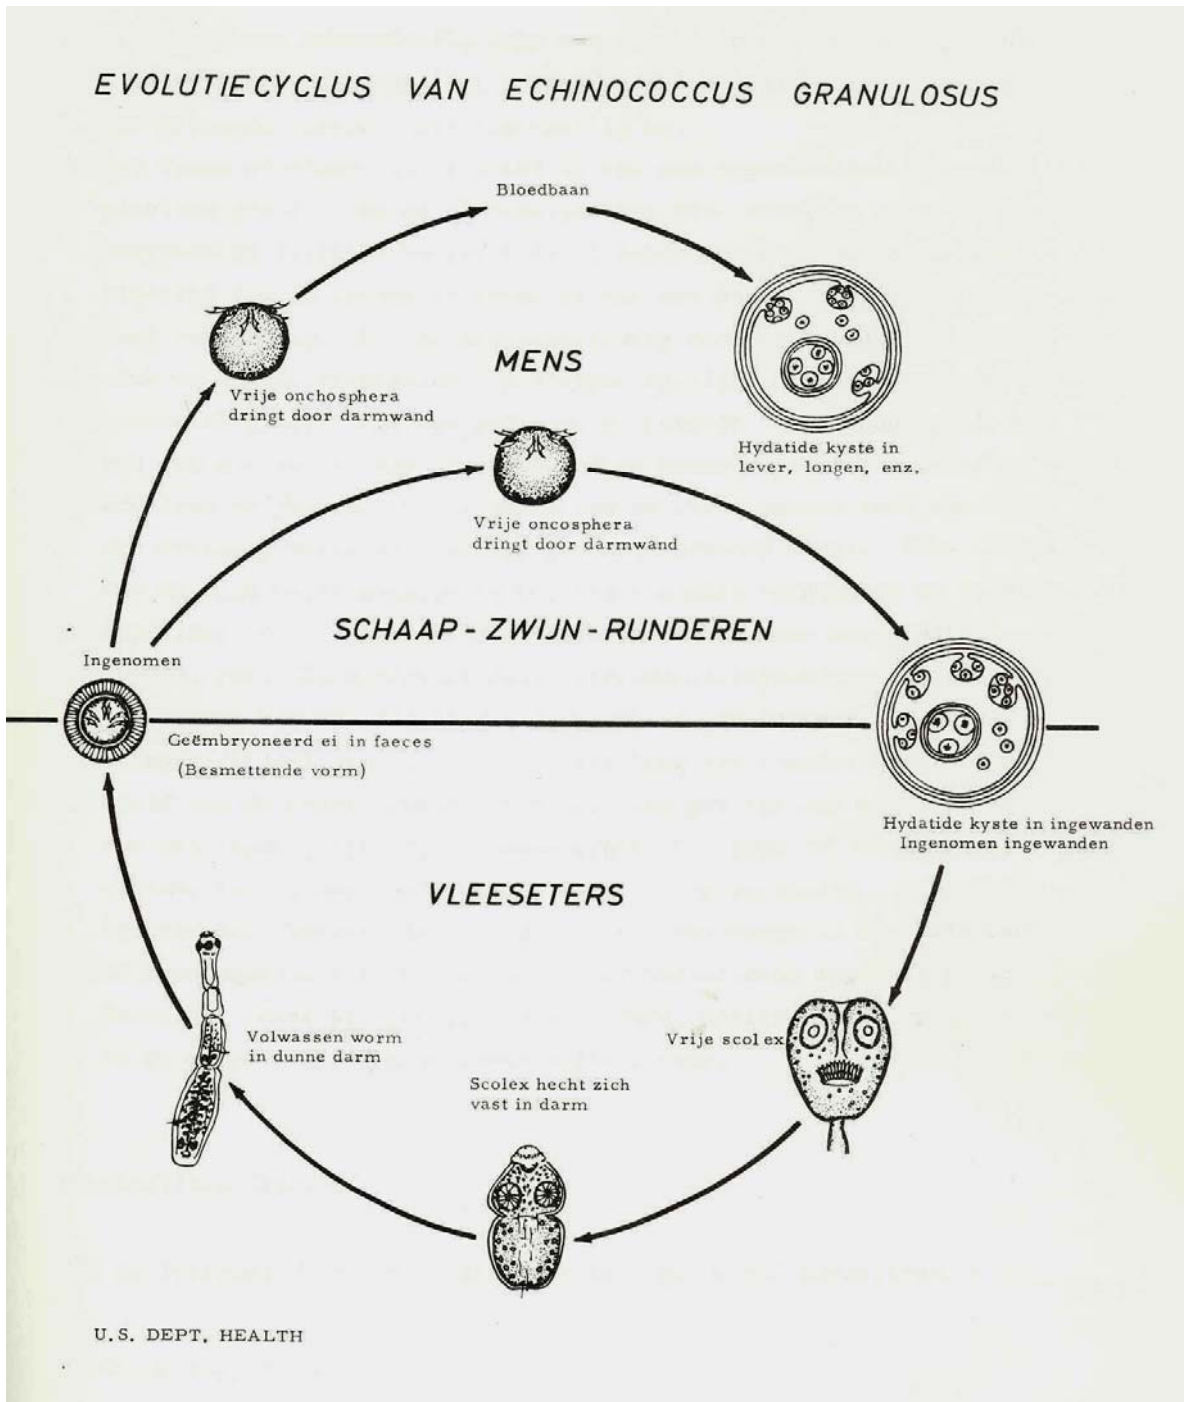 EVOLUTIECYCLUS VAN ECHINOCOCCUS GRANULOSUS
Bloedbaan
MENS
Vrije onchosphera
dringt door darmwand
Hydatide kyste in
lever, longen, enz.
Vrije oncosphera
dringt door darmwand
SCHAAP - ZWIJN - RUNDEREN
Ingenomen
Geëmbryoneerd ei in faeces
(Besmettende vorm)
Hydatide kyste in ingewanden
Ingenomen ingewanden
VLEESETERS
Volwassen worm
in dunne darm
Vrije scolex
Scolex hecht zich
vast in darm
U.S. DEPT, HEALTH